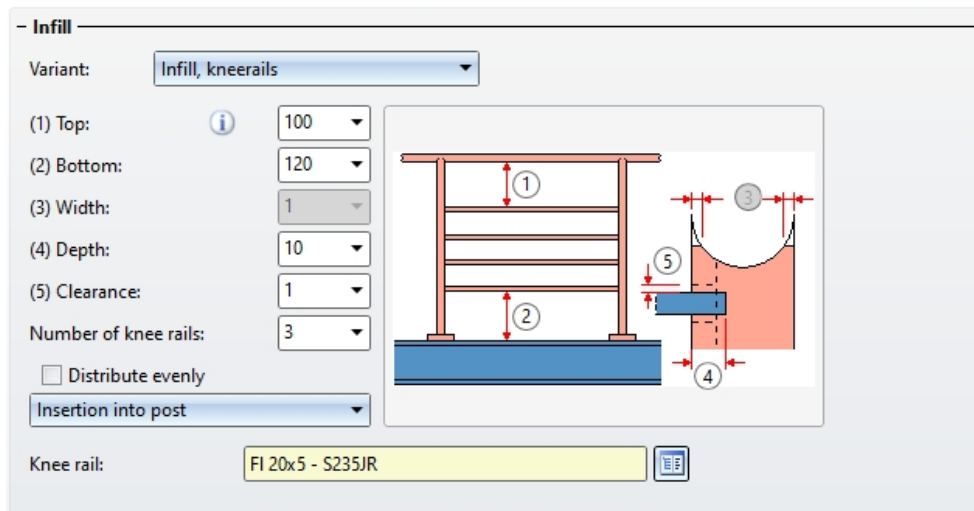 Infill
Variant: Infill, kneerails
(1) Top: i 100
(2) Bottom: 120
(3) Width: 1
(4) Depth: 10
(5) Clearance: 1
Number of knee rails: 3
Distribute evenly
Insertion into post
Knee rail: Fl 20x5 - S235JR
1
2
3
5
4